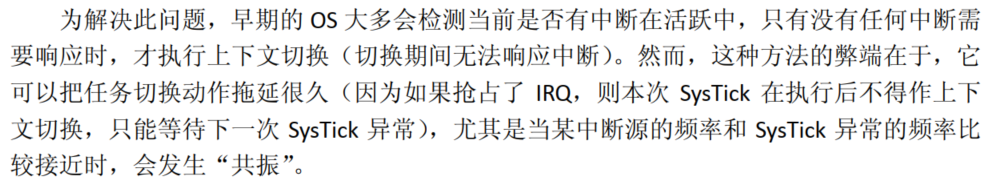 为解决此问题，早期的 OS 大多会检测当前是否有中断在活跃中，只有没有任何中断需
要响应时，才执行上下文切换（切换期间无法响应中断）。然而，这种方法的弊端在于，它
可以把任务切换动作拖延很久（因为如果抢占了 IRQ，则本次 SysTick 在执行后不得作上下
文切换，只能等待下一次 SysTick 异常），尤其是当某中断源的频率和 SysTick 异常的频率比
较接近时，会发生“共振”。